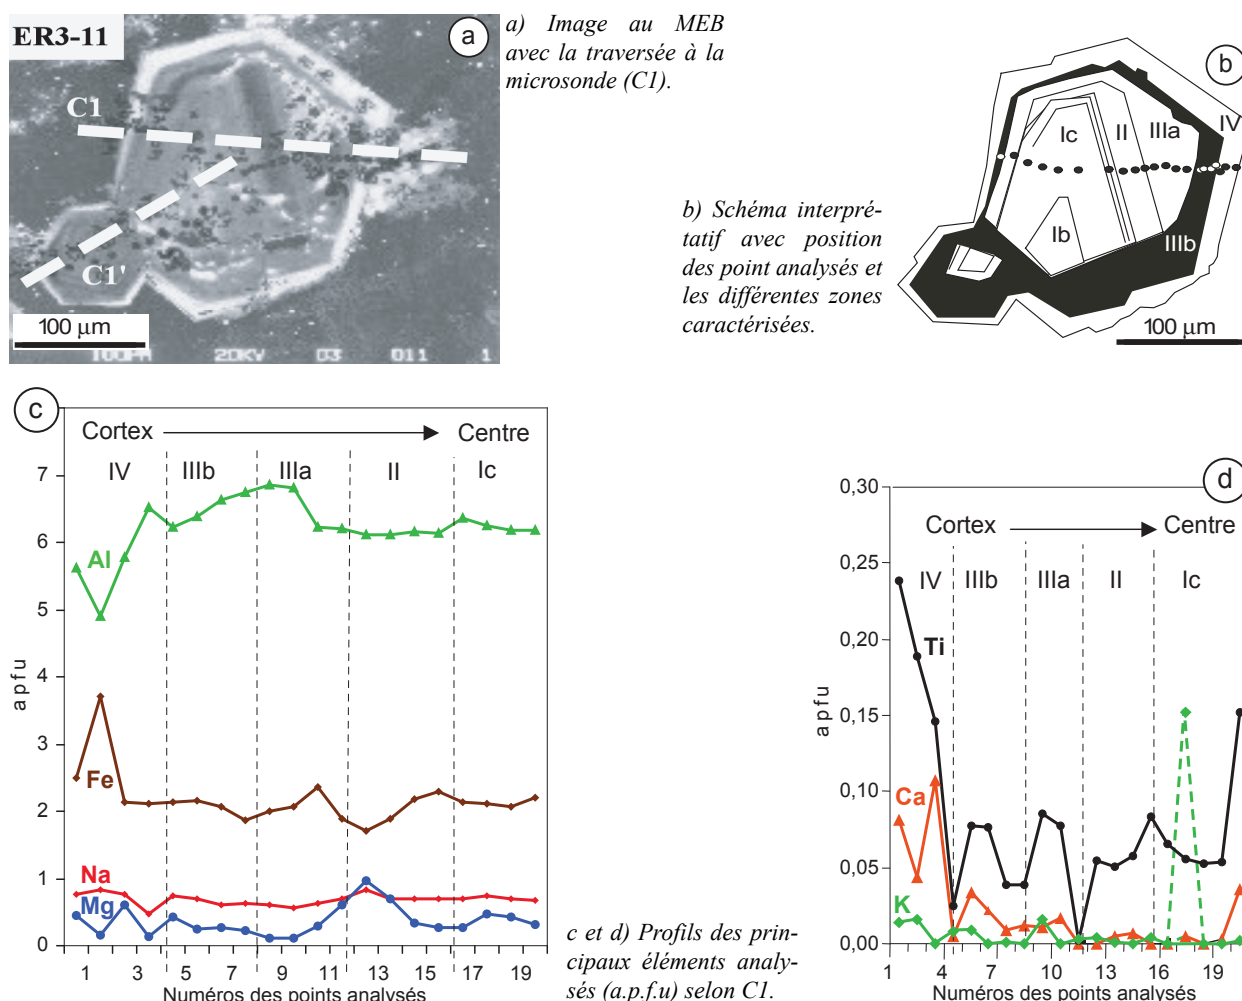 ER3-11
a
C1
C1'
100 µm
100µm 20KV 03 011 1
a) Image au MEB
avec la traversée à la
microsonde (C1).
b
Ic
II
IIIa
IV
Ib
IIIb
100 µm
b) Schéma interpré-
tatif avec position
des point analysés et
les différentes zones
caractérisées.
c
Cortex Centre
IV IIIb IIIa II Ic
7
6
5
4
3
2
1
0
apfu
Al
Fe
Na
Mg
1 3 5 7 9 11 13 15 17 19
Numéros des points analysés
c et d) Profils des prin-
cipaux éléments analy-
sés (a.p.f.u) selon C1.
d
0,30
0,25
0,20
0,15
0,10
0,05
0,00
apfu
Cortex Centre
IV IIIb IIIa II Ic
Ti
Ca
K
1 4 7 10 13 16 19
Numéros des points analysés